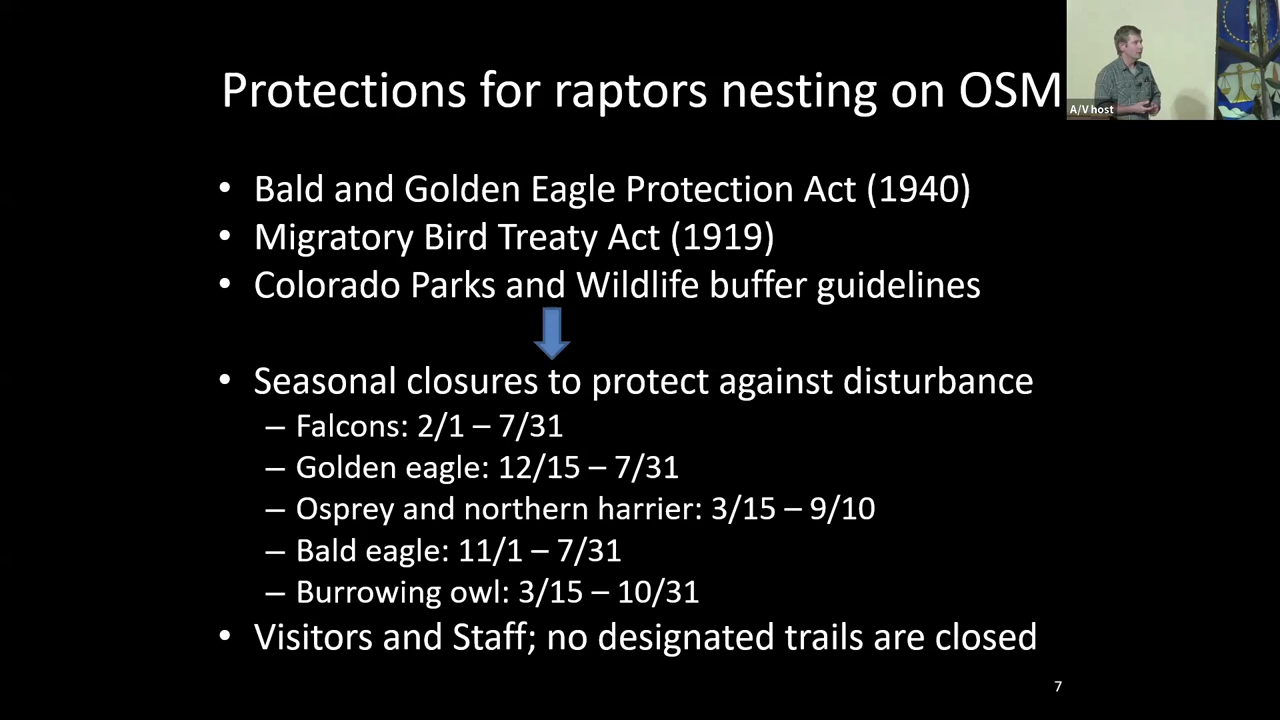 Protections for raptors nesting on OSM
A/V host
• Bald and Golden Eagle Protection Act (1940)
• Migratory Bird Treaty Act (1919)
• Colorado Parks and Wildlife buffer guidelines
• Seasonal closures to protect against disturbance
– Falcons: 2/1 – 7/31
– Golden eagle: 12/15 – 7/31
– Osprey and northern harrier: 3/15 – 9/10
– Bald eagle: 11/1 – 7/31
– Burrowing owl: 3/15 – 10/31
• Visitors and Staff; no designated trails are closed
7